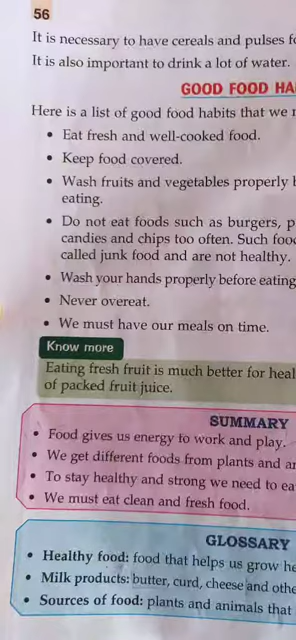 56
It is necessary to have cereals and pulses
It is also important to drink a lot of water.
GOOD FOOD
Here is a list of good food habits that we
• Eat fresh and well-cooked food.
• Keep food covered.
• Wash fruits and vegetables properly
eating.
• Do not eat foods such as burgers,
candies and chips too often. Such
called junk food and are not healthy.
• Wash your hands properly before eating
• Never overeat.
• We must have our meals on time.
Know more
Eating fresh fruit is much better for
of packed fruit juice.
SUMMARY
• Food gives us energy to work and play.
• We get different foods from plants and
• To stay healthy and strong we need to
• We must eat clean and fresh food.
GLOSSARY
• Healthy food: food that helps us grow
• Milk products: butter, curd, cheese and
• Sources of food: plants and animals that